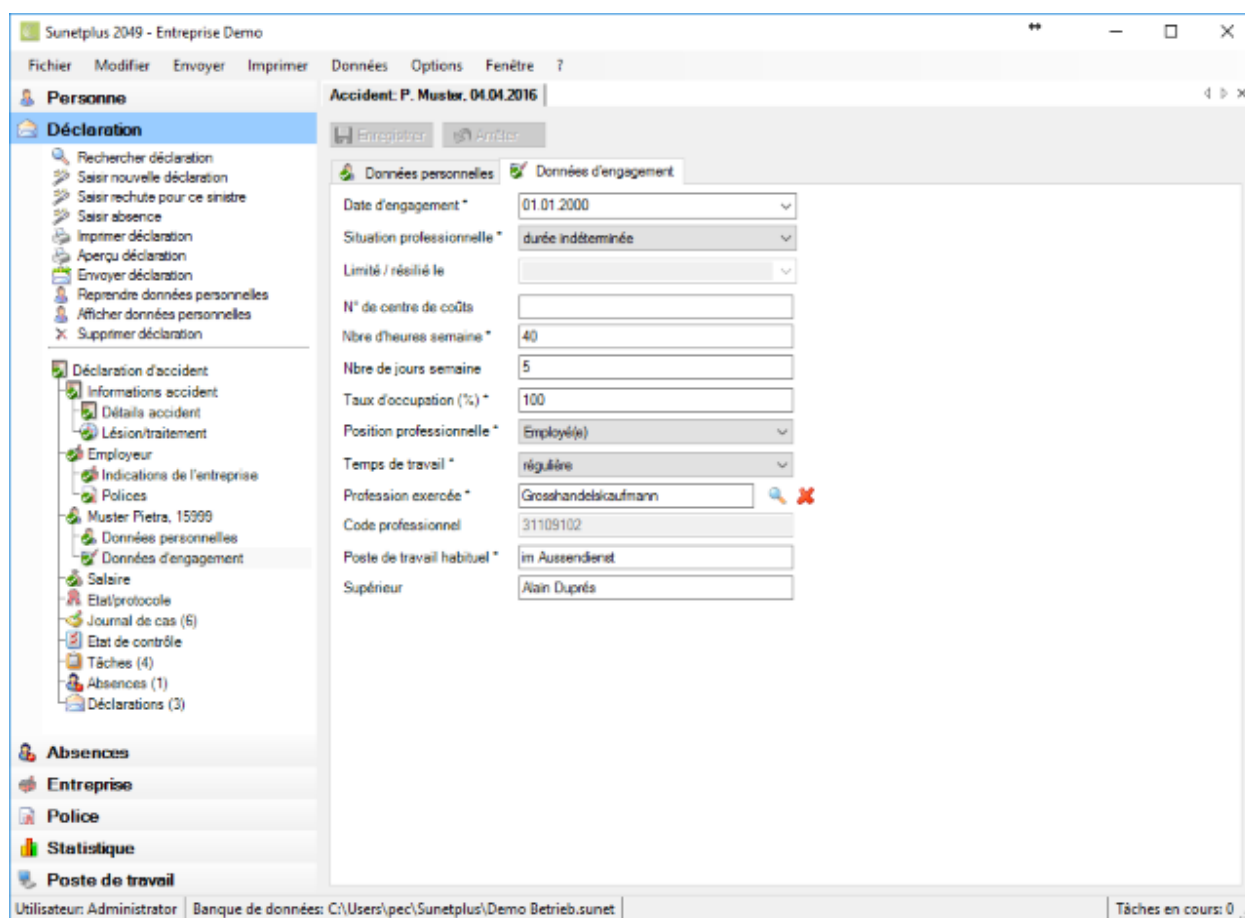 Sunetplus 2049 - Entreprise Demo
Fichier Modifier Envoyer Imprimer Données Options Fenêtre ?
Personne
Déclaration
Rechercher déclaration
Saisir nouvelle déclaration
Saisir rechute pour ce sinistre
Saisir absence
Imprimer déclaration
Aperçu déclaration
Envoyer déclaration
Reprendre données personnelles
Afficher données personnelles
Supprimer déclaration
Déclaration d'accident
Informations accident
Détails accident
Lésion/traitement
Employeur
Indications de l'entreprise
Polices
Muster Pietra, 15999
Données personnelles
Données d'engagement
Salaire
Etat/protocole
Journal de cas (6)
Etat de contrôle
Tâches (4)
Absences (1)
Déclarations (3)
Absences
Entreprise
Police
Statistique
Poste de travail
Accident: P. Muster, 04.04.2016
Enregistrer Arrêter
Données personnelles Données d'engagement
Date d'engagement * 01.01.2000
Situation professionnelle * durée indéterminée
Limité / résilié le
N° de centre de coûts
Nbre d'heures semaine * 40
Nbre de jours semaine 5
Taux d'occupation (%) * 100
Position professionnelle * Employé(e)
Temps de travail * régulière
Profession exercée * Grosshandelskaufmann
Code professionnel 31109102
Poste de travail habituel * im Aussendienst
Supérieur Alain Duprés
Utilisateur: Administrator Banque de données: C:\Users\pec\Sunetplus\Demo Betrieb.sunet Tâches en cours: 0